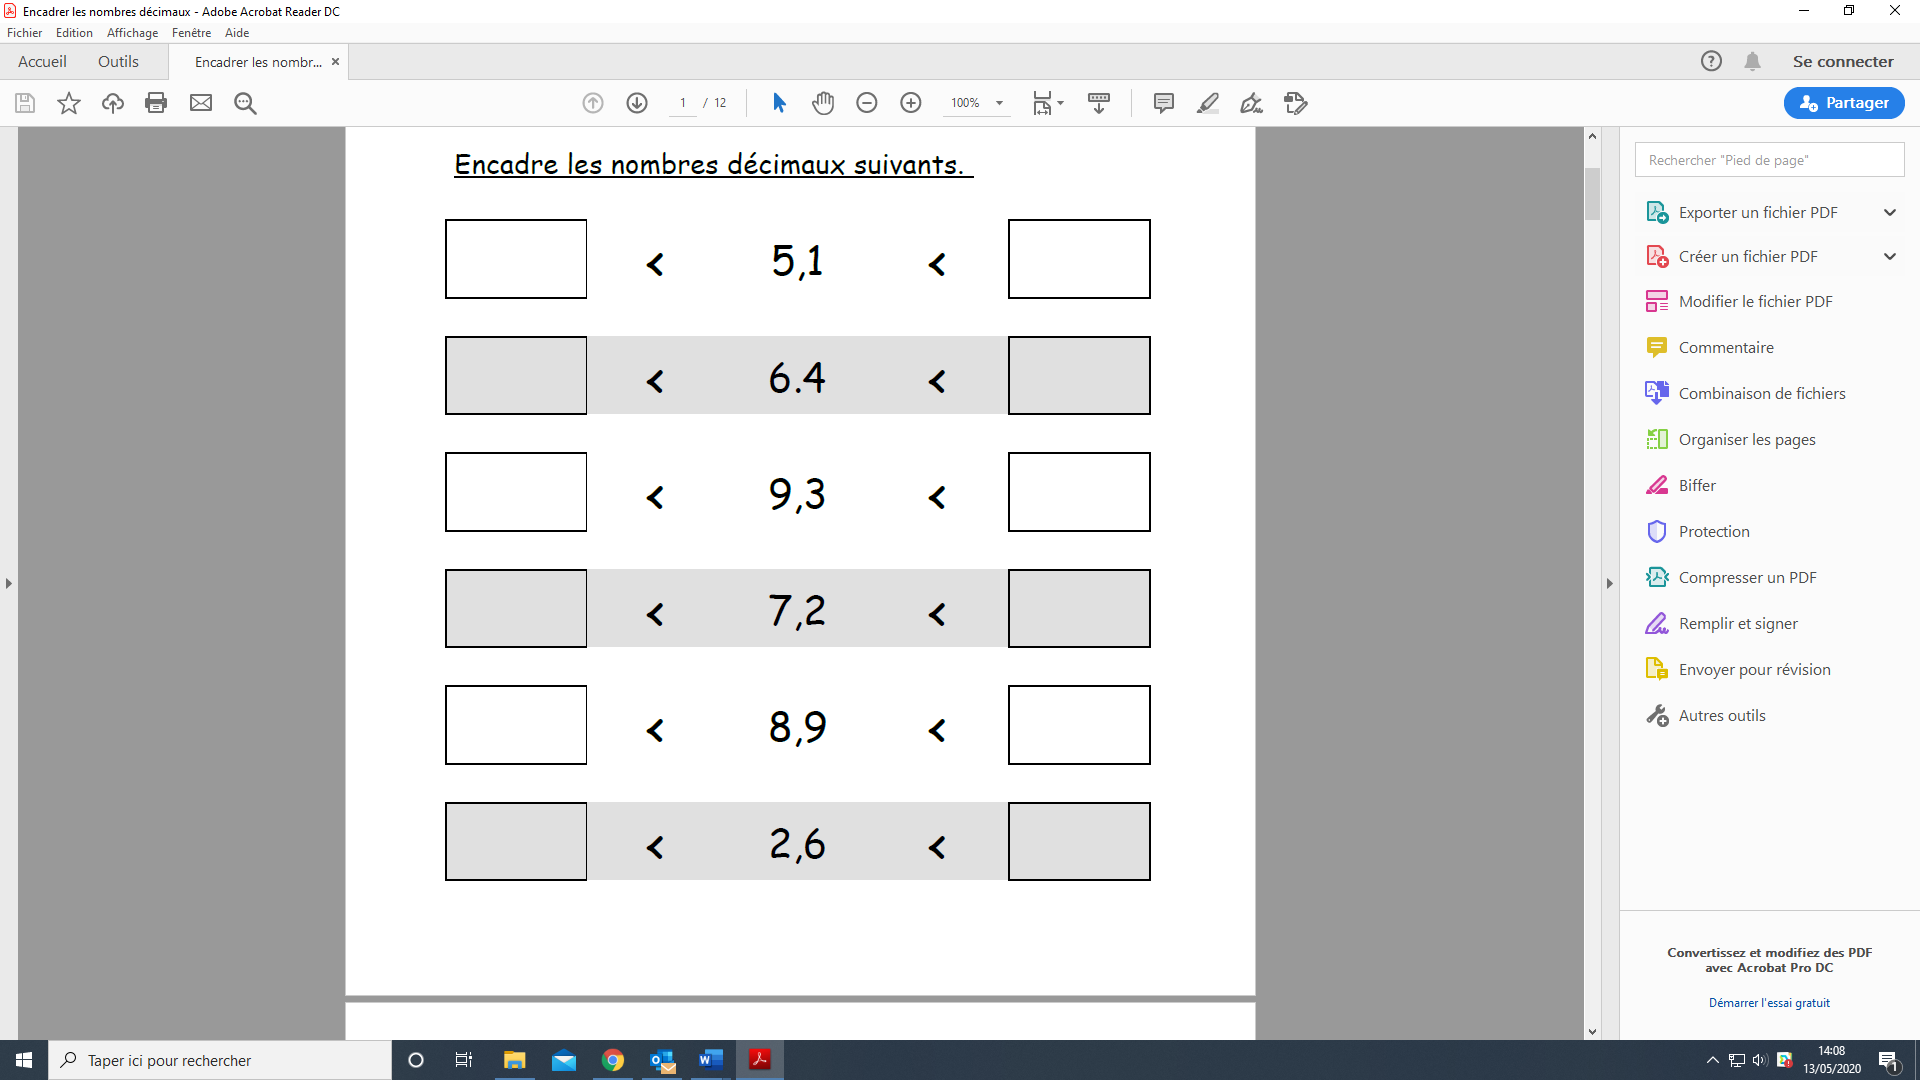 Encadrer les nombres décimaux - Adobe Acrobat Reader DC
Fichier Edition Affichage Fenêtre Aide
Accueil Outils Encadrer les nombr... × Se connecter
1 / 12 100% Partager
Encadre les nombres décimaux suivants.
< 5,1 <
< 6.4 <
< 9,3 <
< 7,2 <
< 8,9 <
< 2,6 <
Rechercher "Pied de page"
Exporter un fichier PDF
Créer un fichier PDF
Modifier le fichier PDF
Commentaire
Combinaison de fichiers
Organiser les pages
Biffer
Protection
Compresser un PDF
Remplir et signer
Envoyer pour révision
Autres outils
Convertissez et modifiez des PDF
avec Acrobat Pro DC
Démarrer l'essai gratuit
Taper ici pour rechercher
14:08
13/05/2020
1